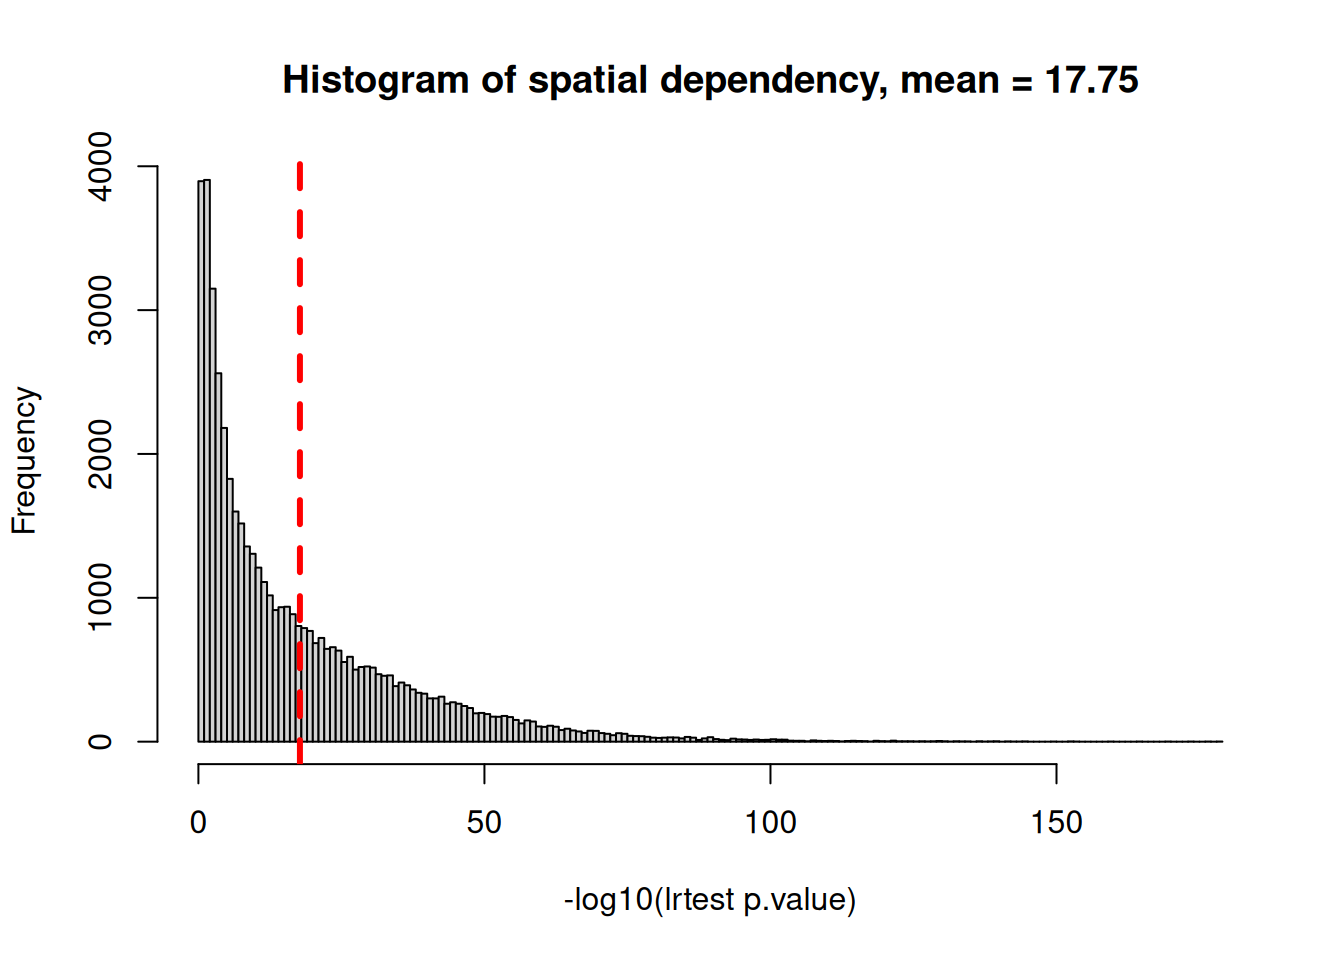 Histogram of spatial dependency, mean = 17.75
4000
3000
2000
1000
0
Frequency
0 50 100 150
-log10(lrtest p.value)